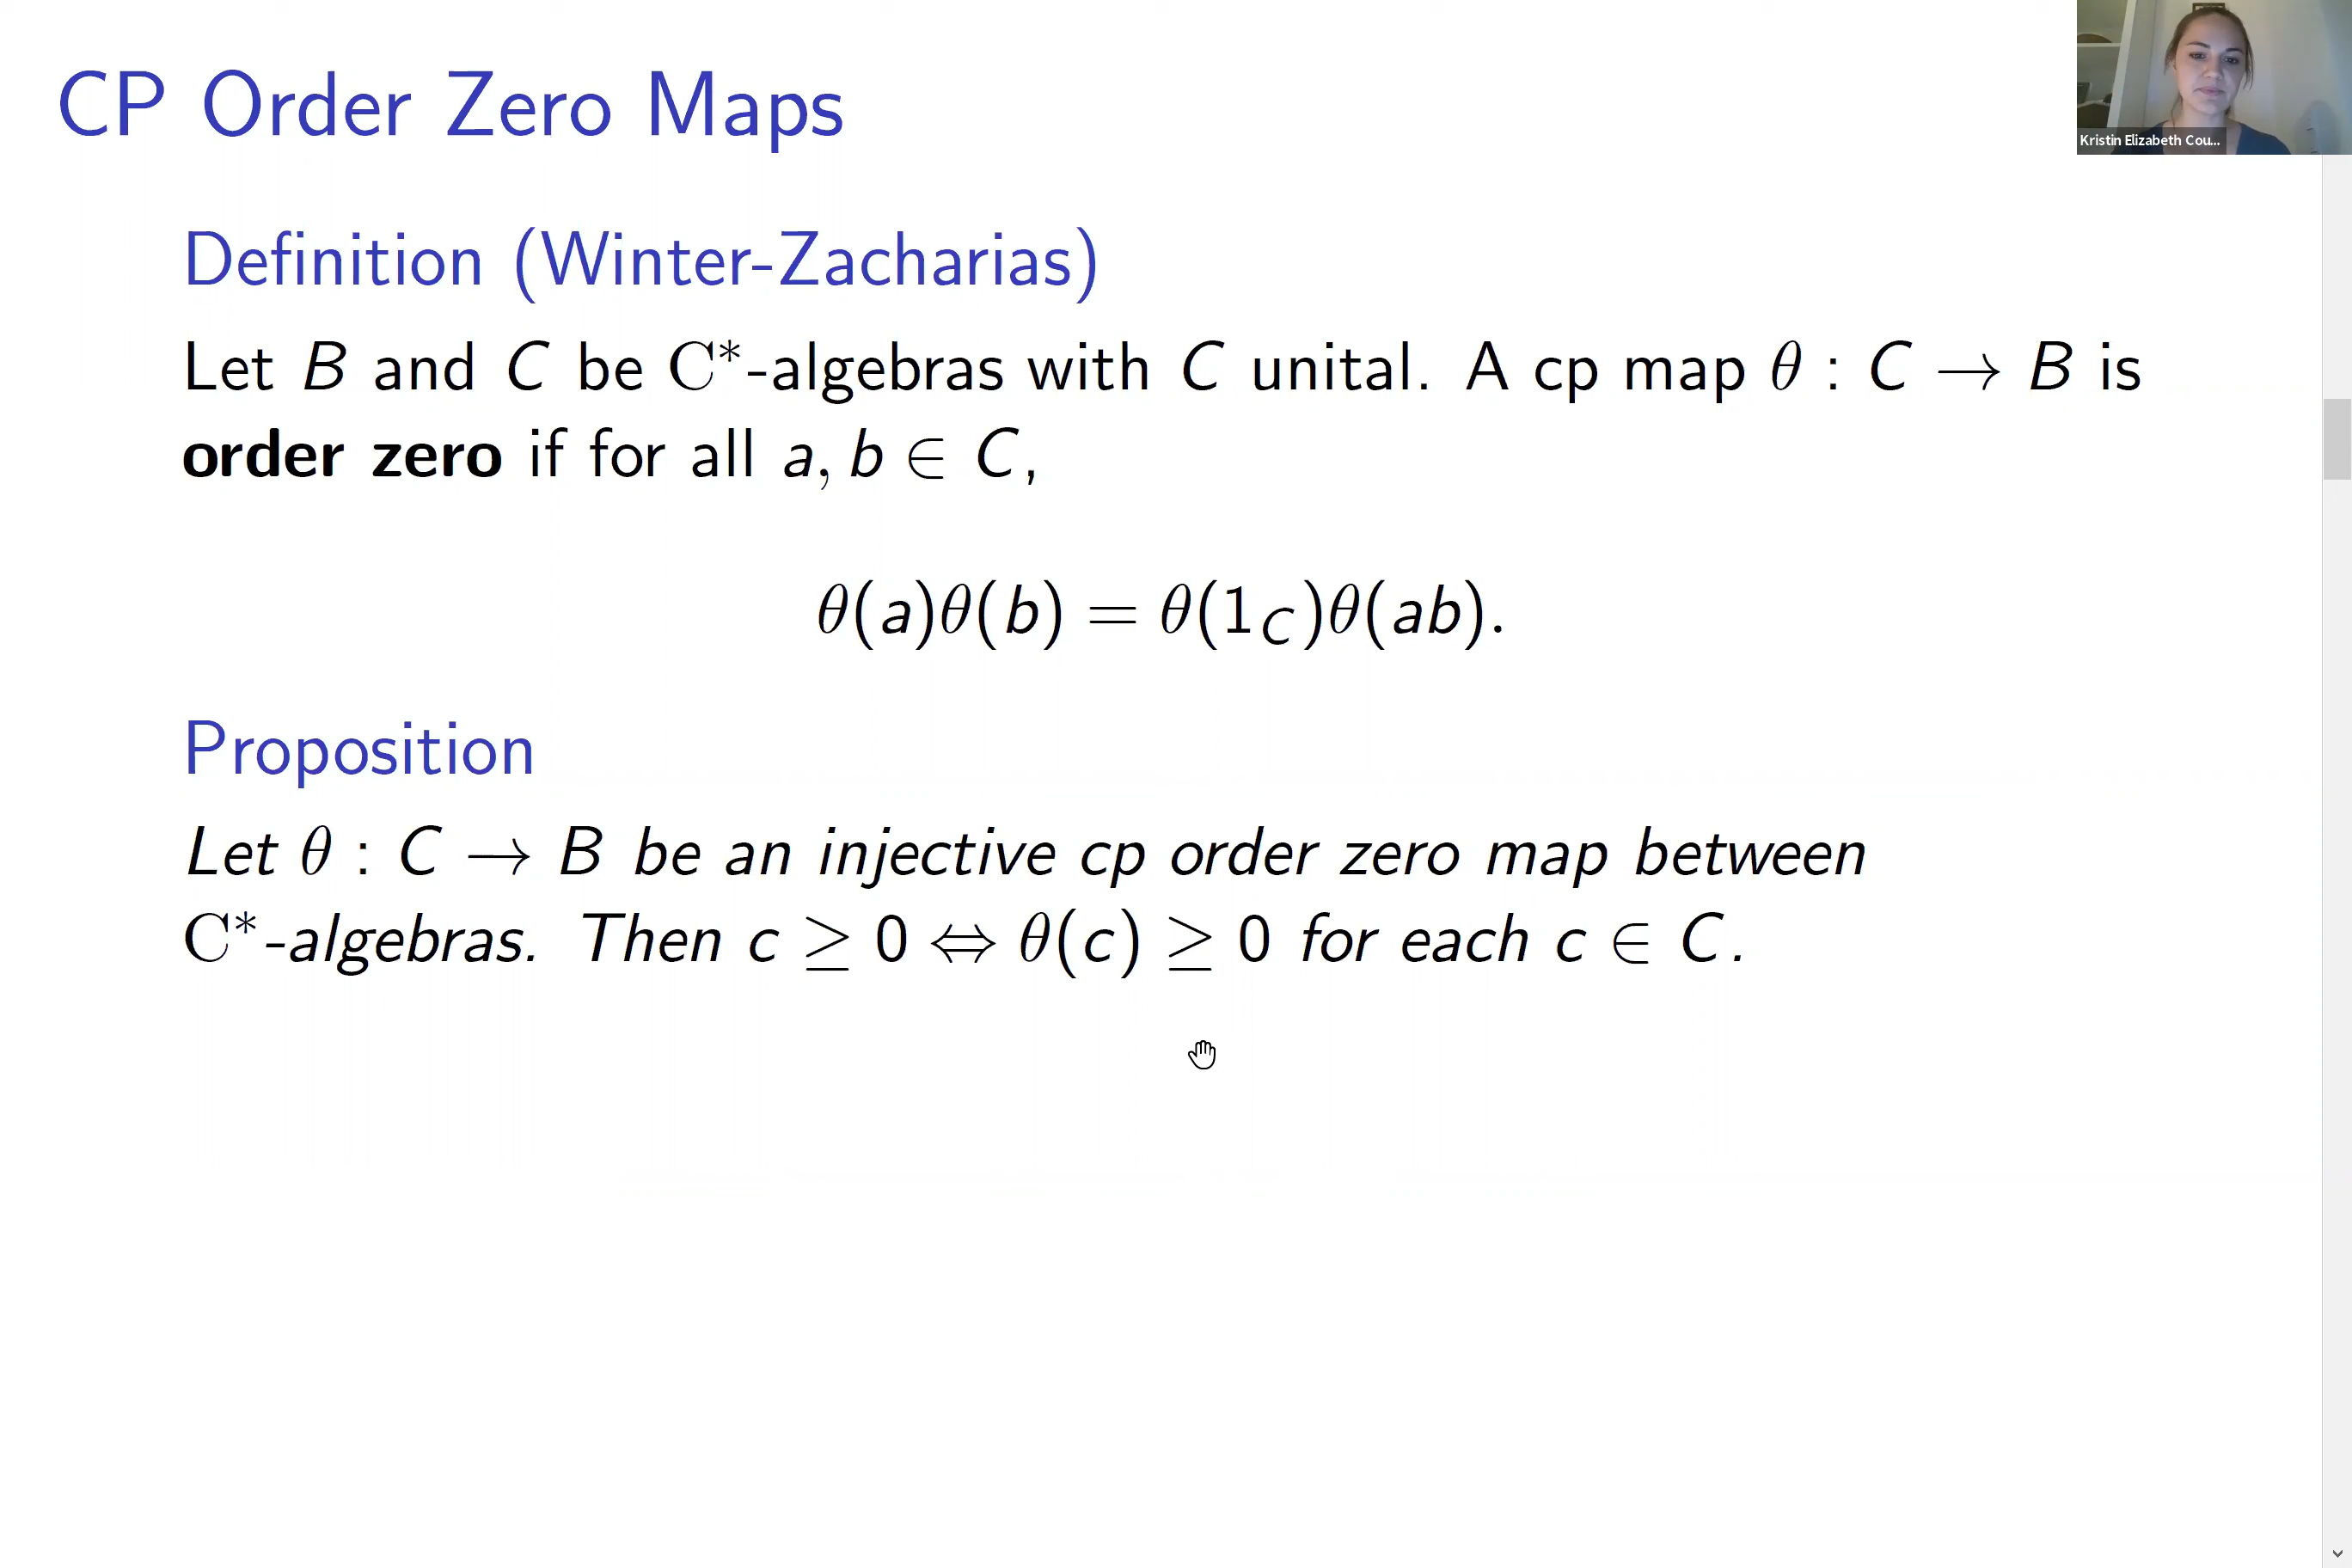 CP Order Zero Maps
Kristin Elizabeth Cou...
Definition (Winter-Zacharias)
Let B and C be C*-algebras with C unital. A cp map θ : C → B is
order zero if for all a, b ∈ C,
θ(a)θ(b) = θ(1_C)θ(ab).
Proposition
Let θ : C → B be an injective cp order zero map between
C*-algebras. Then c ≥ 0 ⇔ θ(c) ≥ 0 for each c ∈ C.